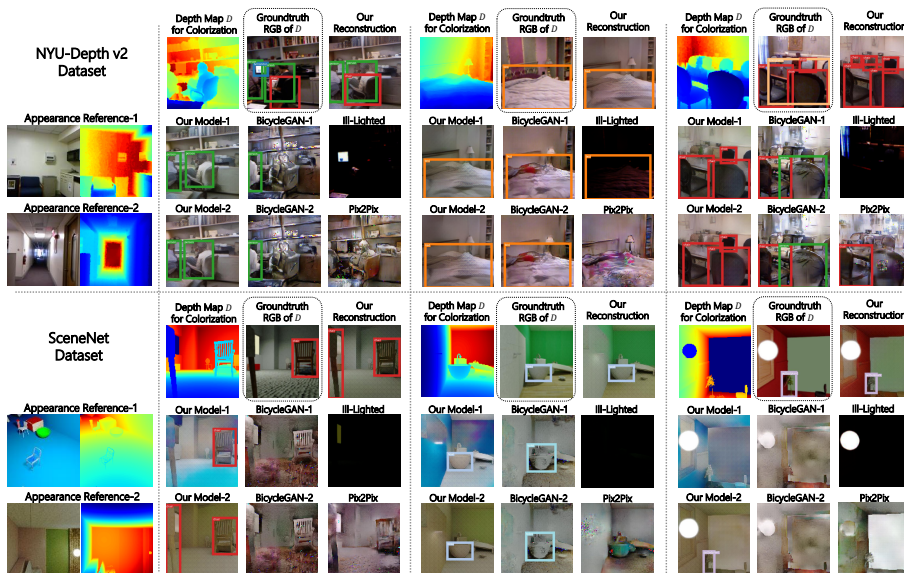 NYU-Depth v2
Dataset
Depth Map D
for Colorization
Groundtruth
RGB of D
Our
Reconstruction
Depth Map D
for Colorization
Groundtruth
RGB of D
Our
Reconstruction
Depth Map D
for Colorization
Groundtruth
RGB of D
Our
Reconstruction
Appearance Reference-1
Our Model-1
BicycleGAN-1
Ill-Lighted
Our Model-1
BicycleGAN-1
Ill-Lighted
Our Model-1
BicycleGAN-1
Ill-Lighted
Appearance Reference-2
Our Model-2
BicycleGAN-2
Pix2Pix
Our Model-2
BicycleGAN-2
Pix2Pix
Our Model-2
BicycleGAN-2
Pix2Pix
SceneNet
Dataset
Depth Map D
for Colorization
Groundtruth
RGB of D
Our
Reconstruction
Depth Map D
for Colorization
Groundtruth
RGB of D
Our
Reconstruction
Depth Map D
for Colorization
Groundtruth
RGB of D
Our
Reconstruction
Appearance Reference-1
Our Model-1
BicycleGAN-1
Ill-Lighted
Our Model-1
BicycleGAN-1
Ill-Lighted
Our Model-1
BicycleGAN-1
Ill-Lighted
Appearance Reference-2
Our Model-2
BicycleGAN-2
Pix2Pix
Our Model-2
BicycleGAN-2
Pix2Pix
Our Model-2
BicycleGAN-2
Pix2Pix